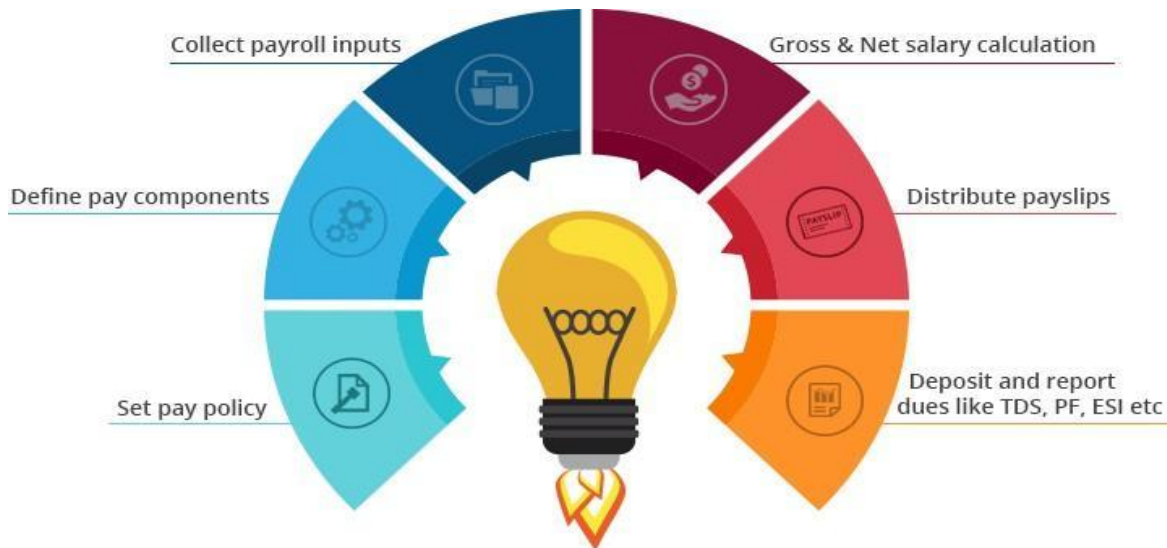 Collect payroll inputs
Gross & Net salary calculation
Define pay components
Distribute payslips
PAYSLIP
Set pay policy
Deposit and report
dues like TDS, PF, ESI etc